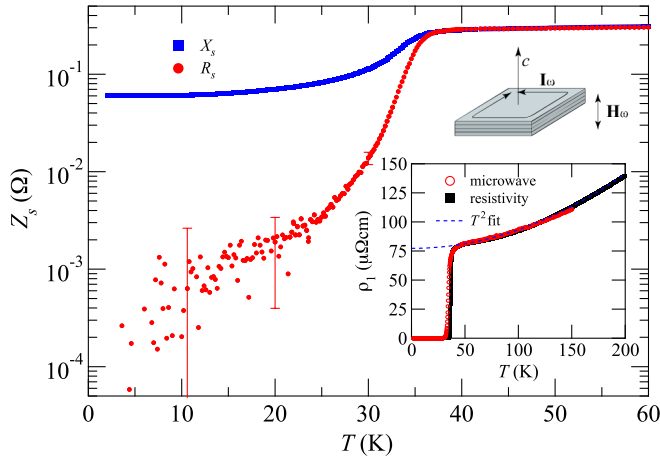 X_s
R_s
c
I_ω
H_ω
Z_s (Ω)
10^-1
10^-2
10^-3
10^-4
0 10 20 30 40 50 60
T (K)
microwave
resistivity
T^2 fit
ρ_1 (μΩcm)
150
125
100
75
50
25
0
0 50 100 150 200
T (K)